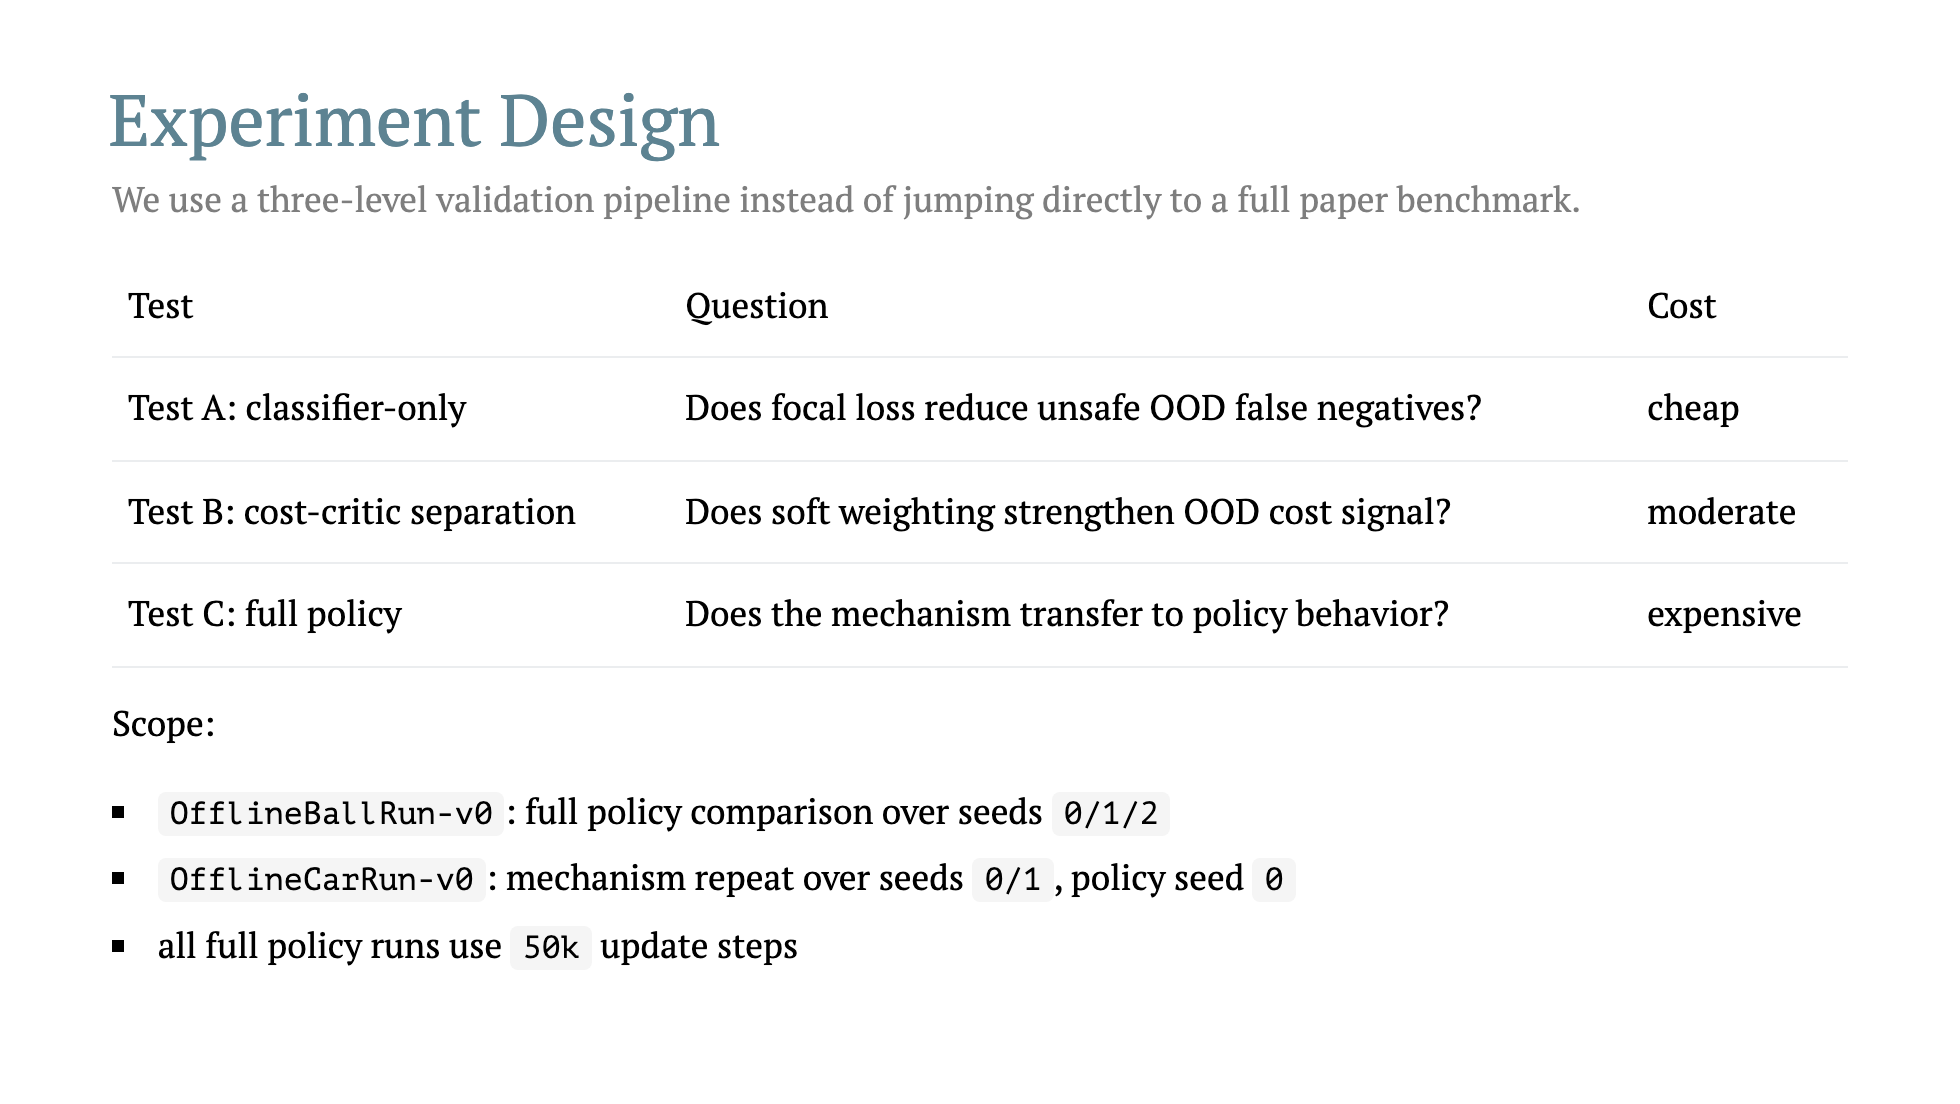 Experiment Design
We use a three-level validation pipeline instead of jumping directly to a full paper benchmark.
Test Question Cost
Test A: classifier-only Does focal loss reduce unsafe OOD false negatives? cheap
Test B: cost-critic separation Does soft weighting strengthen OOD cost signal? moderate
Test C: full policy Does the mechanism transfer to policy behavior? expensive
Scope:
▪ OfflineBallRun-v0 : full policy comparison over seeds 0/1/2
▪ OfflineCarRun-v0 : mechanism repeat over seeds 0/1 , policy seed 0
▪ all full policy runs use 50k update steps